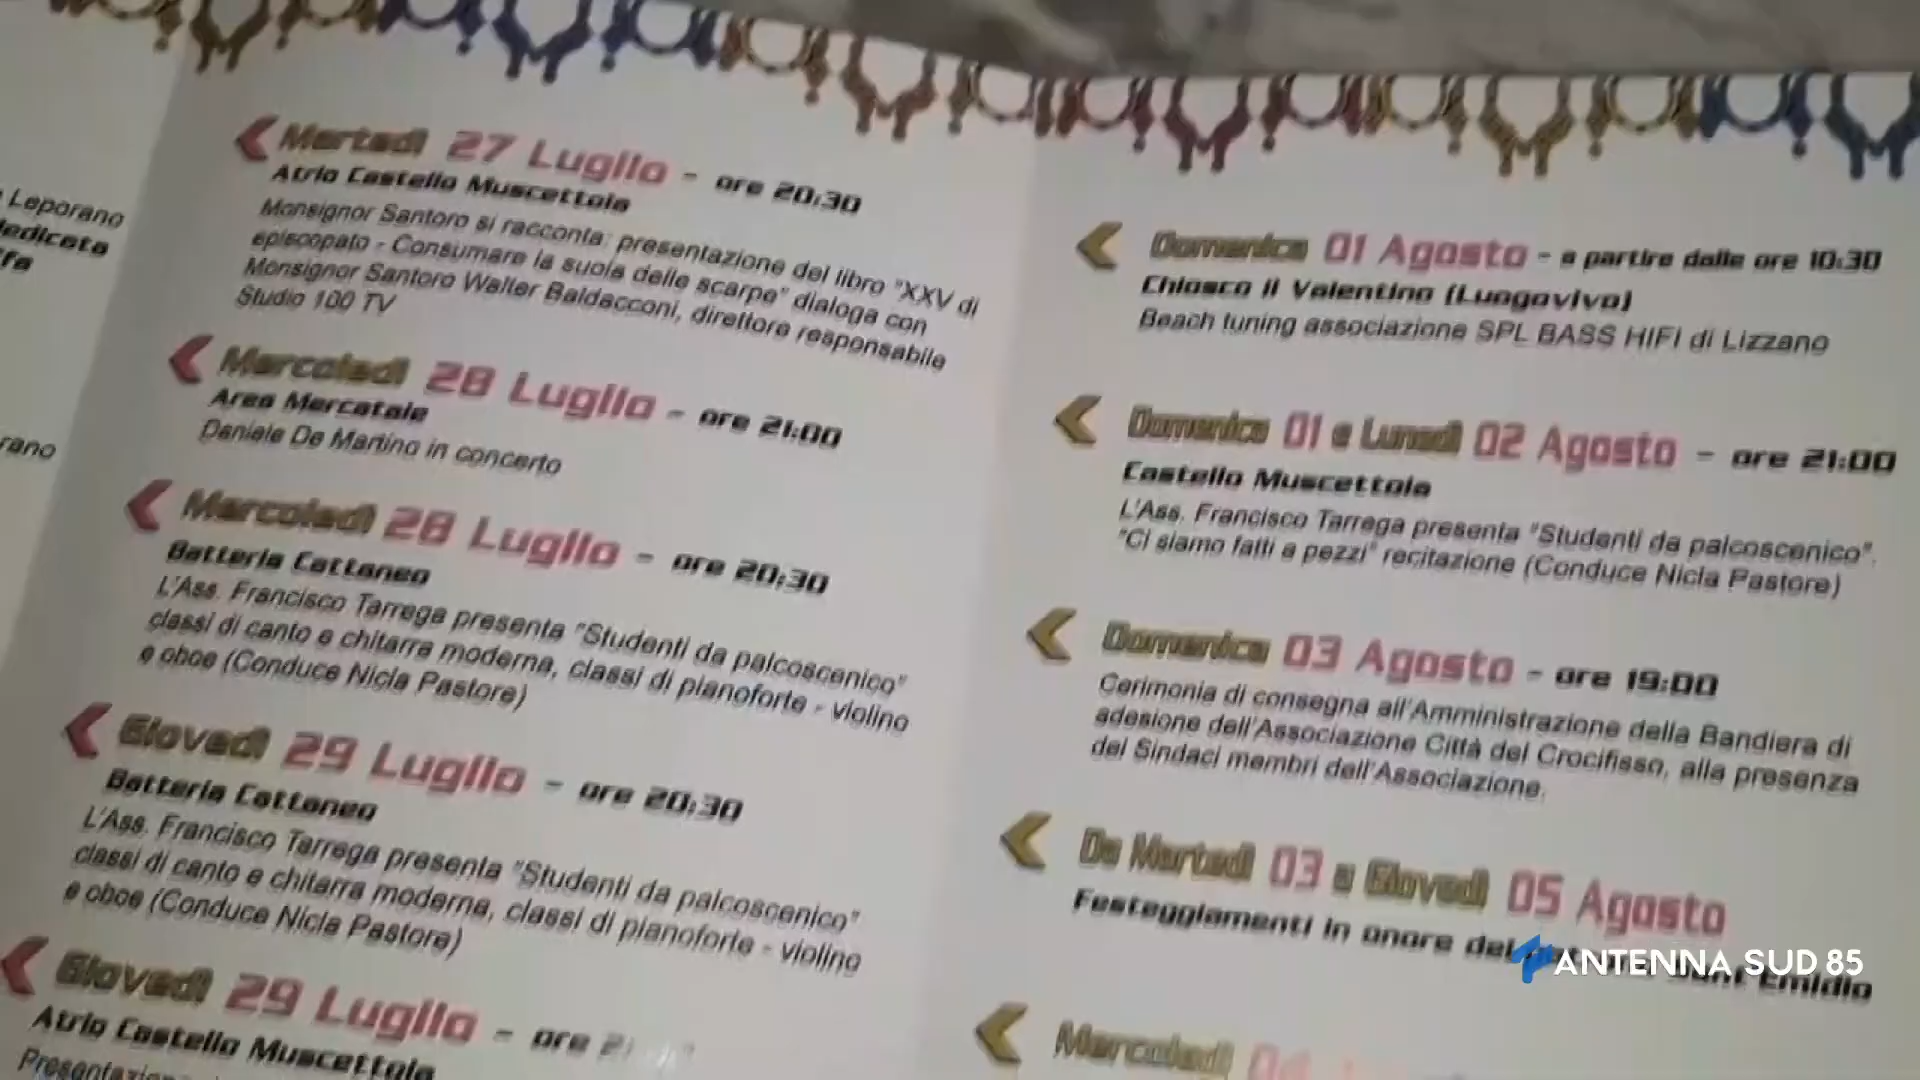 Leporano
rano
Martedì 27 Luglio - ore 20:30
Atrio Castello Muscettola
Monsignor Santoro si racconta: presentazione del libro "XXV di
episcopato - Consumare la suola delle scarpe" dialoga con
Monsignor Santoro Walter Baldacconi, direttore responsabile
Studio 100 TV
Mercoledì 28 Luglio - ore 21:00
Area Mercatale
Daniele De Martino in concerto
Mercoledì 28 Luglio - ore 20:30
Batteria Cattaneo
L'Ass. Francisco Tarrega presenta "Studenti da palcoscenico"
classi di canto e chitarra moderna, classi di pianoforte - violino
e oboe (Conduce Nicla Pastore)
Giovedì 29 Luglio - ore 20:30
Batteria Cattaneo
L'Ass. Francisco Tarrega presenta "Studenti da palcoscenico"
classi di canto e chitarra moderna, classi di pianoforte - violino
e oboe (Conduce Nicla Pastore)
Giovedì 29 Luglio - ore
Atrio Castello Muscettola
Domenica 01 Agosto - a partire dalle ore 10:30
Chiosco il Valentino (Luogovivo)
Beach tuning associazione SPL BASS HIFI di Lizzano
Domenica 01 e Lunedì 02 Agosto - ore 21:00
Castello Muscettola
L'Ass. Francisco Tarrega presenta "Studenti da palcoscenico".
"Ci siamo fatti a pezzi" recitazione (Conduce Nicla Pastore)
Domenica 03 Agosto - ore 19:00
Cerimonia di consegna all'Amministrazione della Bandiera di
adesione dell'Associazione Città del Crocifisso, alla presenza
dei Sindaci membri dell'Associazione.
Da Martedì 03 a Giovedì 05 Agosto
Festeggiamenti in onore del Sant'Emidio
Mercoledì 04
ANTENNA SUD 85